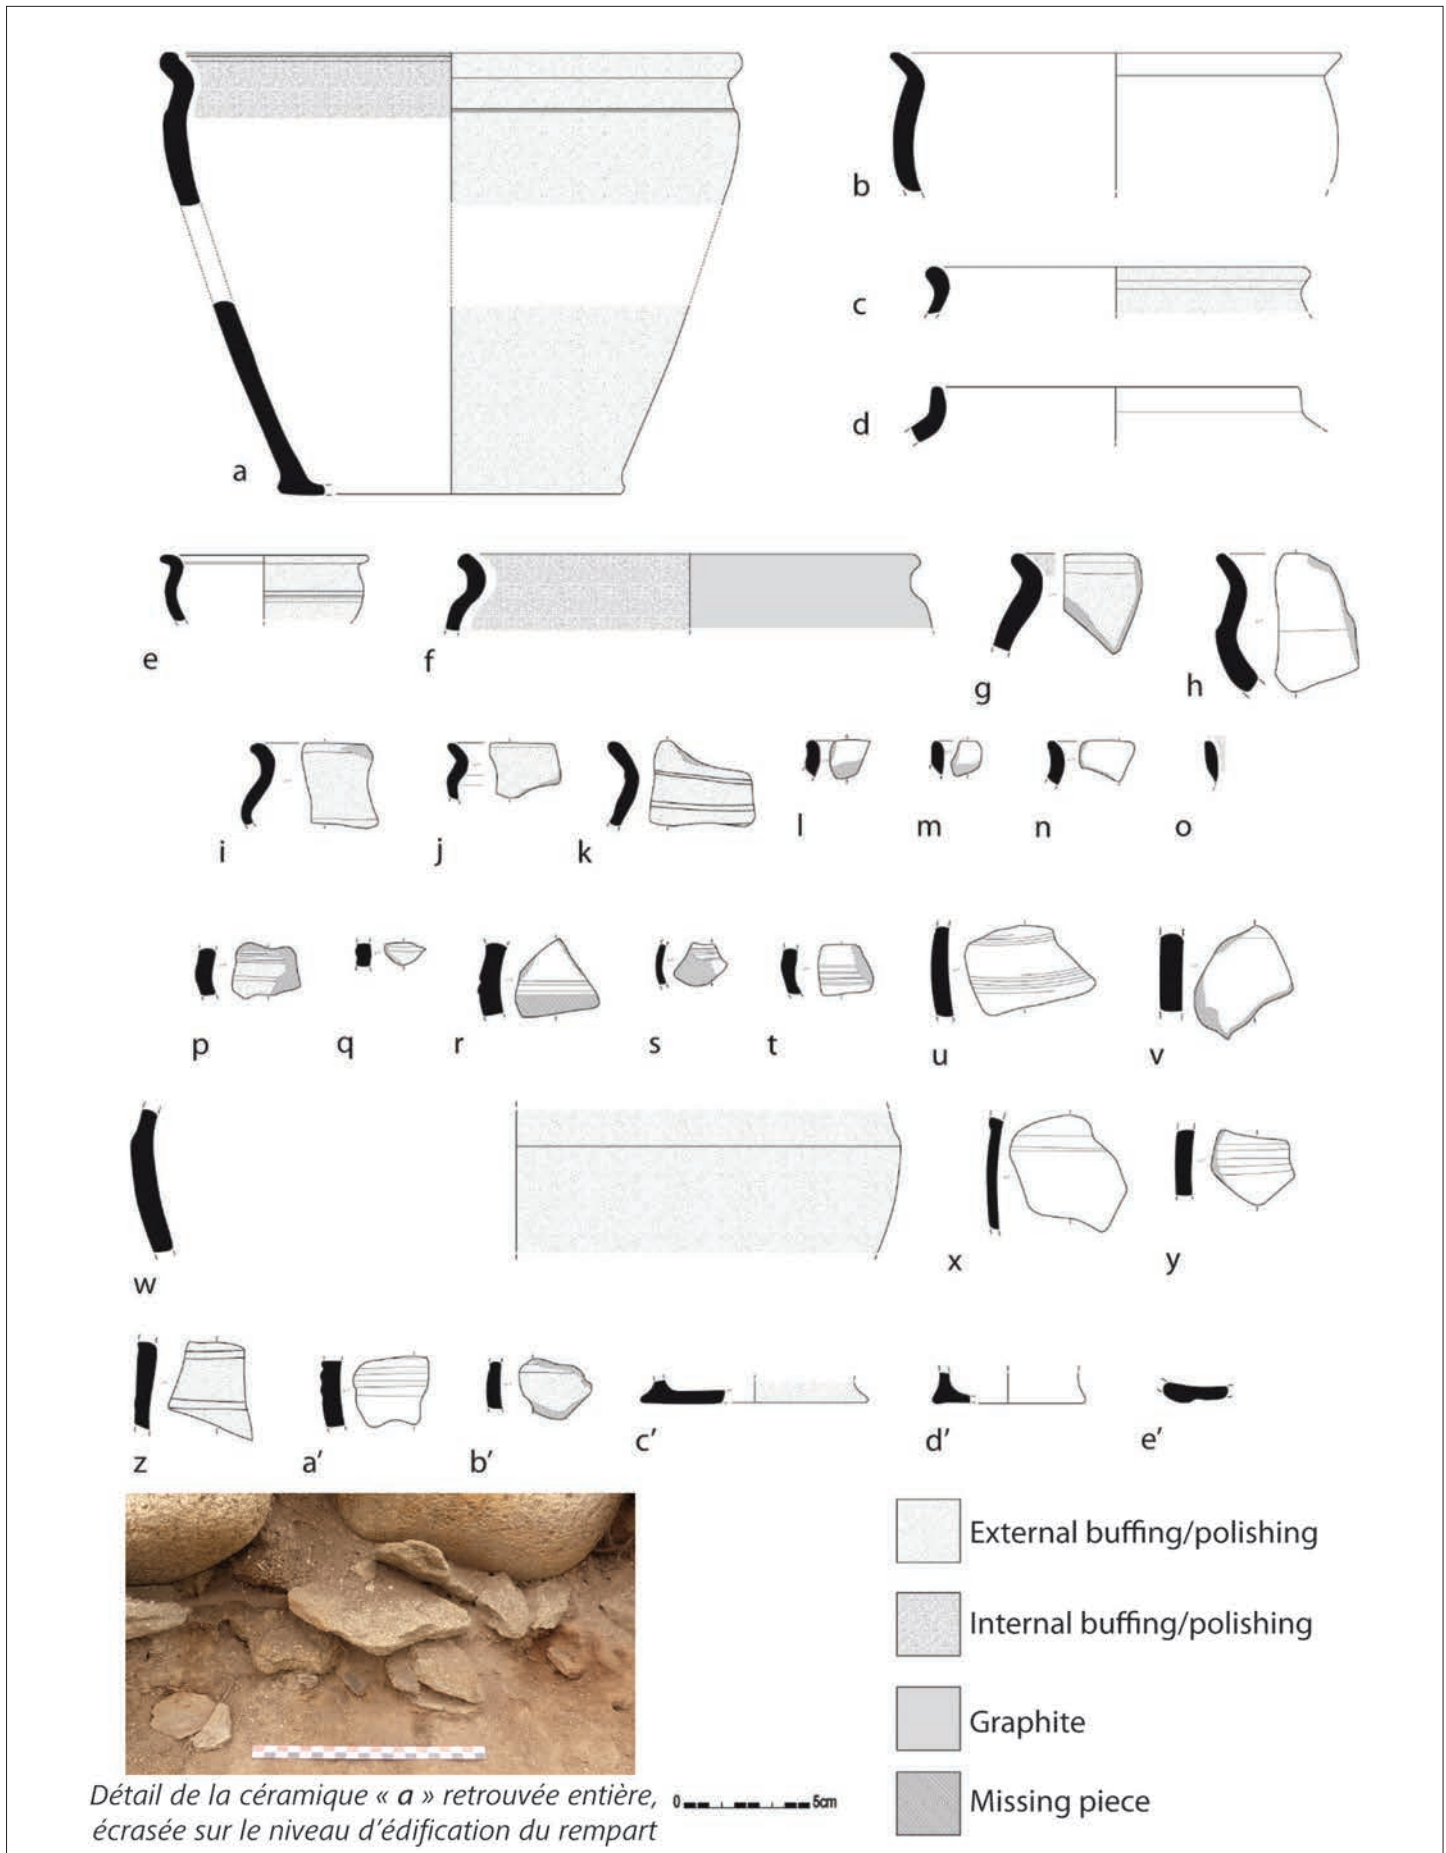 a
b
c
d
e
f
g
h
i
j
k
l
m
n
o
p
q
r
s
t
u
v
w
x
y
z
a'
b'
c'
d'
e'
External buffing/polishing
Internal buffing/polishing
Graphite
Missing piece
Détail de la céramique « a » retrouvée entière,
écrasée sur le niveau d'édification du rempart
0 5cm